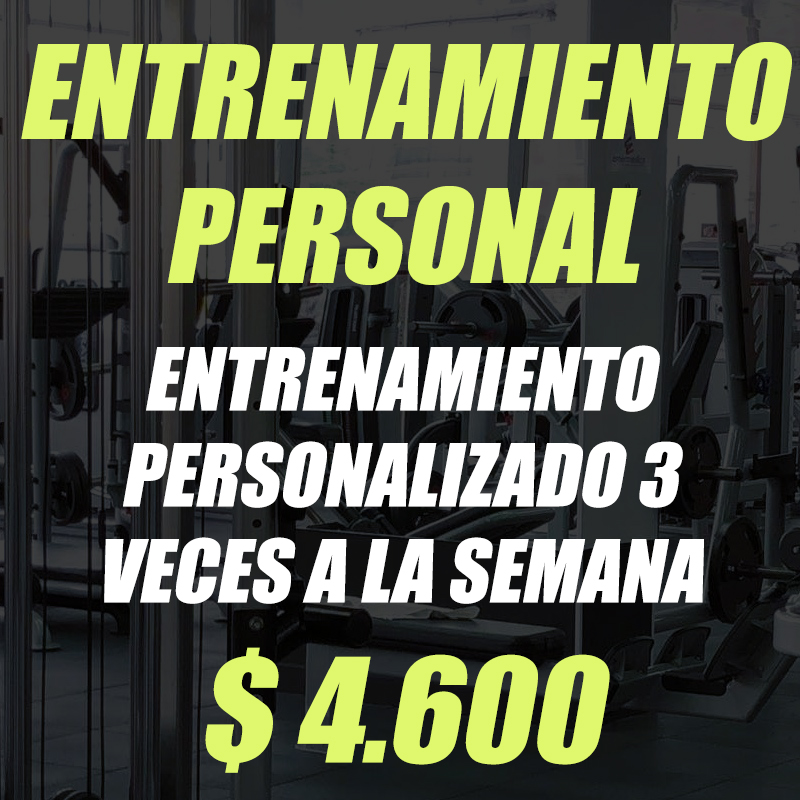 ENTRENAMIENTO
PERSONAL
ENTRENAMIENTO
PERSONALIZADO 3
VECES A LA SEMANA
$ 4.600